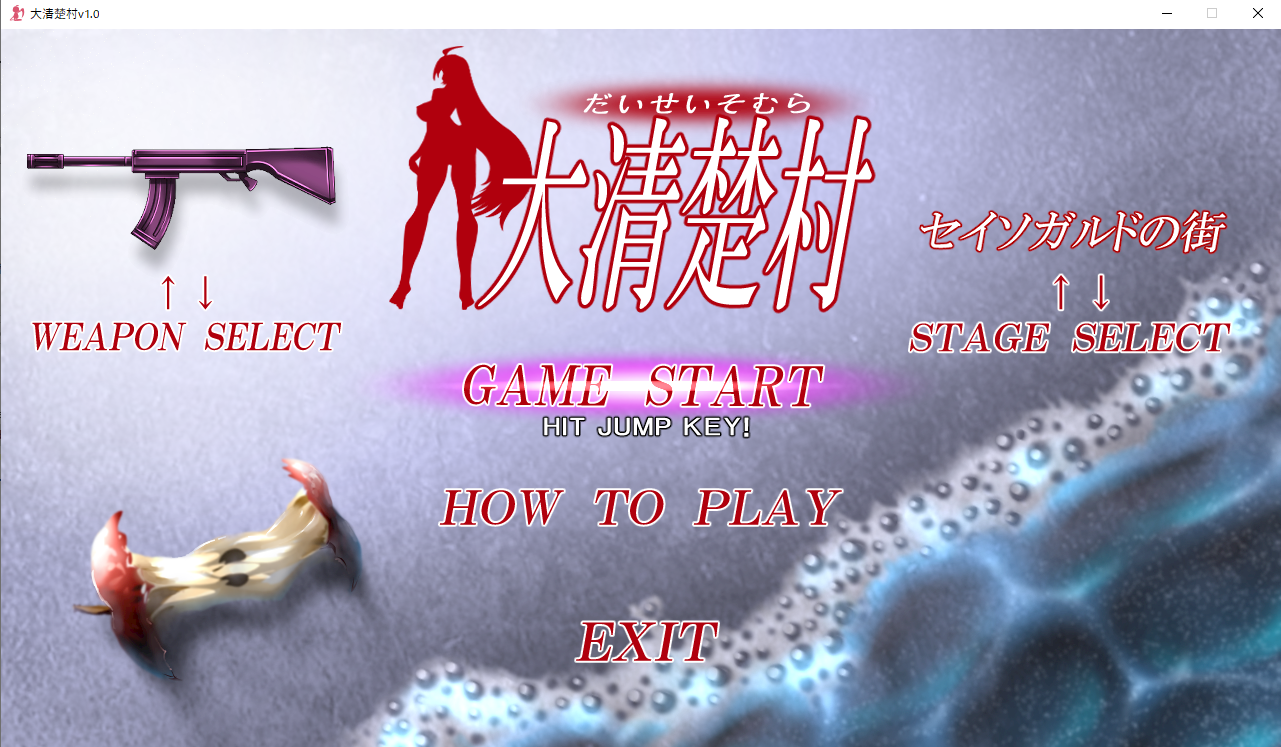 大清楚村v1.0
だいせいそむら
大清楚村
セイソガルドの街
↑ ↓
↑ ↓
WEAPON SELECT
STAGE SELECT
GAME START
HIT JUMP KEY!
HOW TO PLAY
EXIT